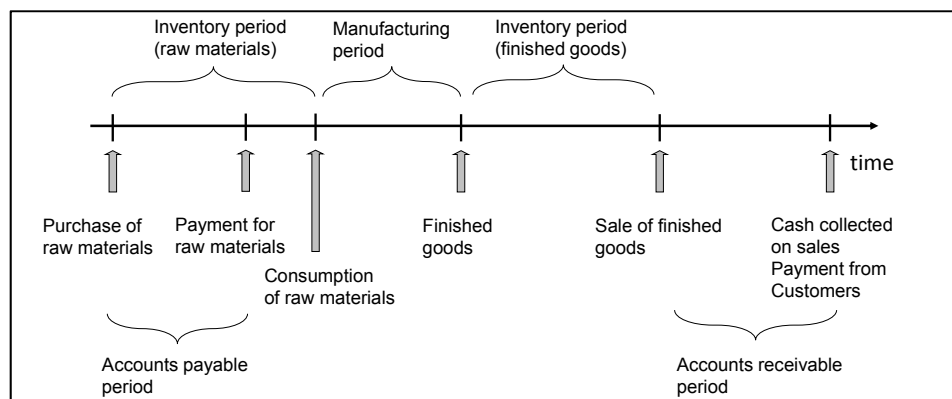 Inventory period
(raw materials)
Manufacturing
period
Inventory period
(finished goods)
time
Purchase of
raw materials
Payment for
raw materials
Consumption
of raw materials
Finished
goods
Sale of finished
goods
Cash collected
on sales
Payment from
Customers
Accounts payable
period
Accounts receivable
period